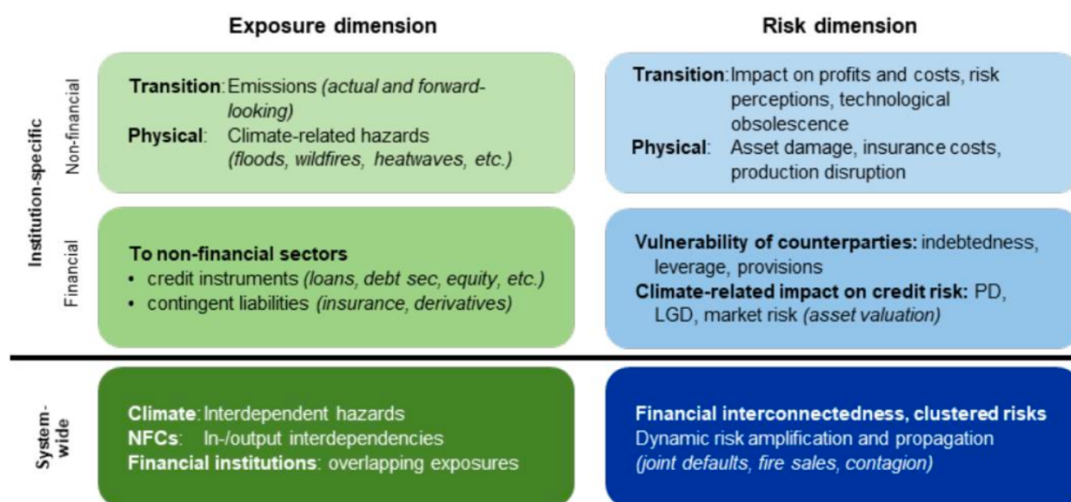 Exposure dimension
Risk dimension
Institution-specific
Non-financial
Transition: Emissions (actual and forward-
looking)
Physical: Climate-related hazards
(floods, wildfires, heatwaves, etc.)
Transition: Impact on profits and costs, risk
perceptions, technological
obsolescence
Physical: Asset damage, insurance costs,
production disruption
Financial
To non-financial sectors
• credit instruments (loans, debt sec, equity, etc.)
• contingent liabilities (insurance, derivatives)
Vulnerability of counterparties: indebtedness,
leverage, provisions
Climate-related impact on credit risk: PD,
LGD, market risk (asset valuation)
System-
wide
Climate: Interdependent hazards
NFCs: In-/output interdependencies
Financial institutions: overlapping exposures
Financial interconnectedness, clustered risks
Dynamic risk amplification and propagation
(joint defaults, fire sales, contagion)